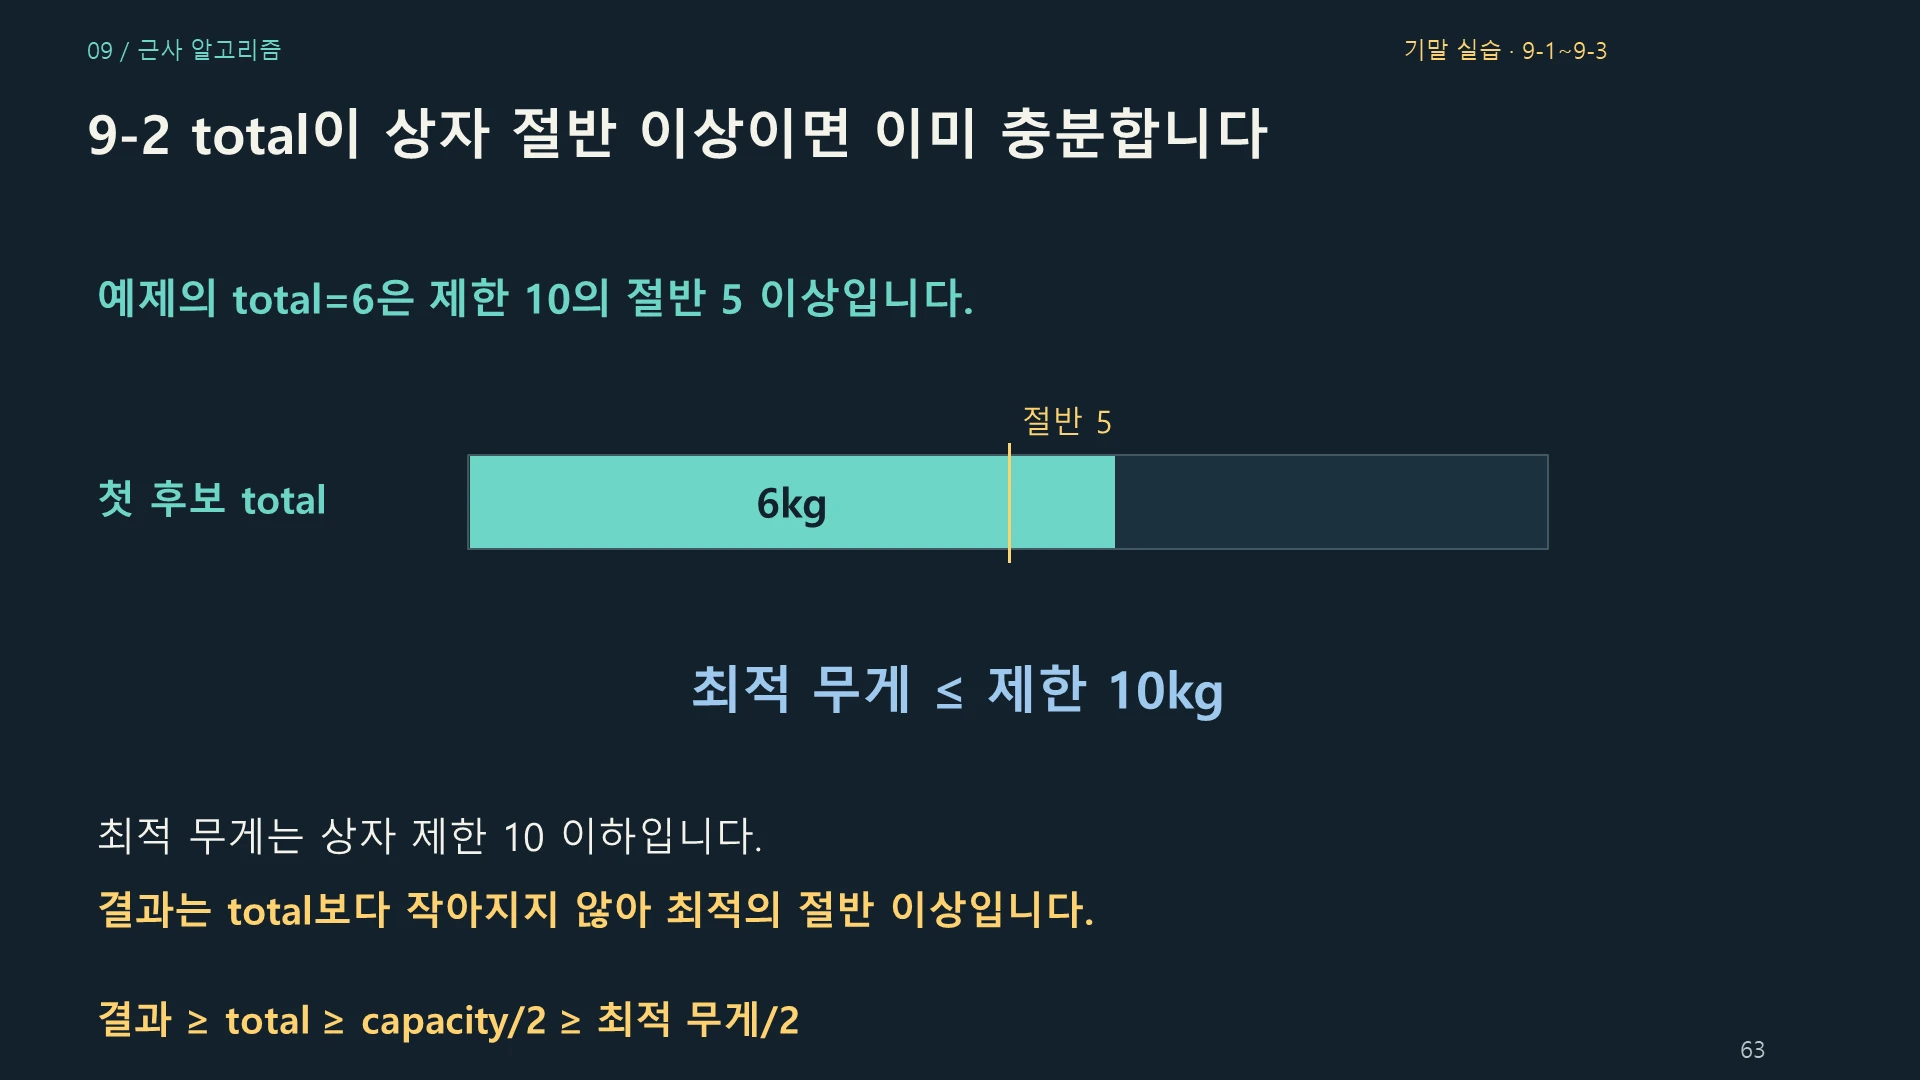 09 / 근사 알고리즘
기말 실습 · 9-1~9-3
9-2 total이 상자 절반 이상이면 이미 충분합니다
예제의 total=6은 제한 10의 절반 5 이상입니다.
절반 5
첫 후보 total
6kg
최적 무게 ≤ 제한 10kg
최적 무게는 상자 제한 10 이하입니다.
결과는 total보다 작아지지 않아 최적의 절반 이상입니다.
결과 ≥ total ≥ capacity/2 ≥ 최적 무게/2
63